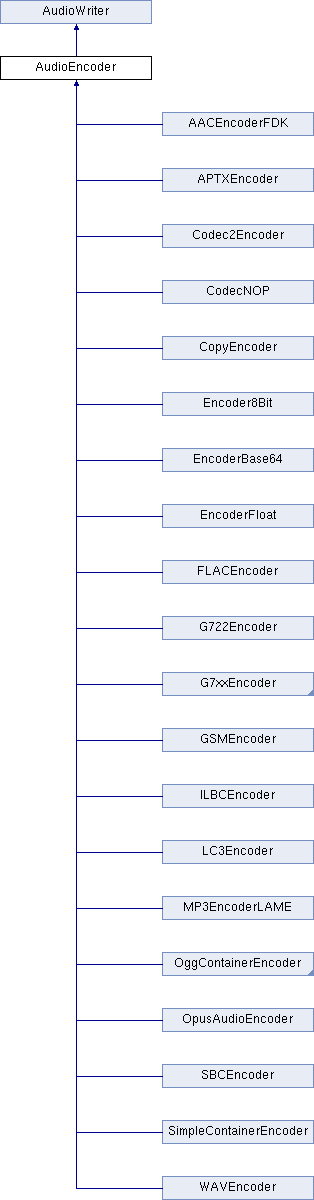 AudioWriter
AudioEncoder
AACEncoderFDK
APTXEncoder
Codec2Encoder
CodecNOP
CopyEncoder
Encoder8Bit
EncoderBase64
EncoderFloat
FLACEncoder
G722Encoder
G7xxEncoder
GSMEncoder
ILBCEncoder
LC3Encoder
MP3EncoderLAME
OggContainerEncoder
OpusAudioEncoder
SBCEncoder
SimpleContainerEncoder
WAVEncoder